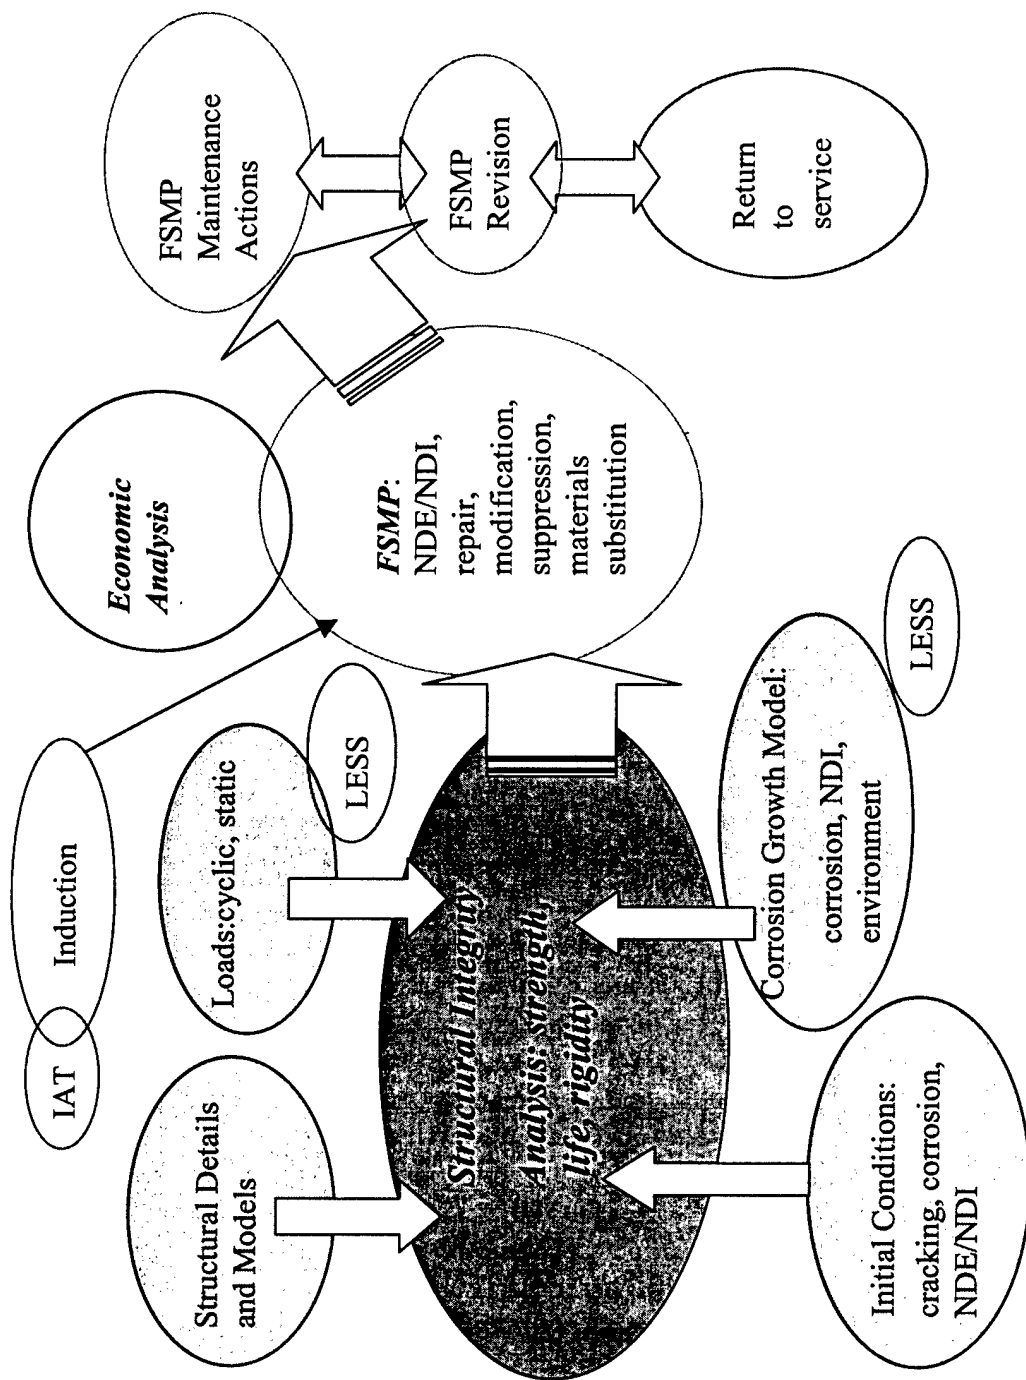 IAT
Induction
Structural Details
and Models
Loads:cyclic, static
LESS
Economic
Analysis
FSMP
Maintenance
Actions
Structural Integrity
Analysis: strength,
life, rigidity
FSMP:
NDE/NDI,
repair,
modification,
suppression,
materials
substitution
FSMP
Revision
Initial Conditions:
cracking, corrosion,
NDE/NDI
Corrosion Growth Model:
corrosion, NDI,
environment
LESS
Return
to
service